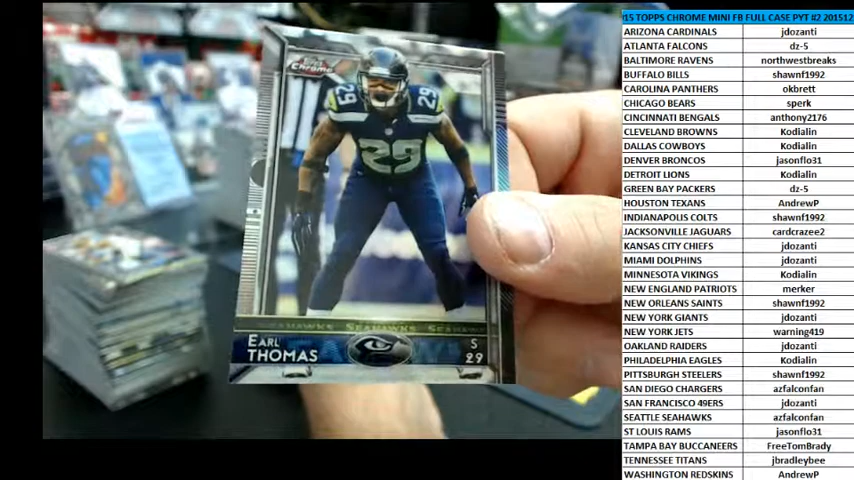 Topps
Chrome
29 29
29
SEAHAWKS SEAHAWKS SEAHAWKS
EARL S
THOMAS 29
15 TOPPS CHROME MINI FB FULL CASE PYT #2 201512
ARIZONA CARDINALS jdozanti
ATLANTA FALCONS dz-5
BALTIMORE RAVENS northwestbreaks
BUFFALO BILLS shawnf1992
CAROLINA PANTHERS okbrett
CHICAGO BEARS sperk
CINCINNATI BENGALS anthony2176
CLEVELAND BROWNS Kodialin
DALLAS COWBOYS Kodialin
DENVER BRONCOS jasonflo31
DETROIT LIONS Kodialin
GREEN BAY PACKERS dz-5
HOUSTON TEXANS AndrewP
INDIANAPOLIS COLTS shawnf1992
JACKSONVILLE JAGUARS cardcrazee2
KANSAS CITY CHIEFS jdozanti
MIAMI DOLPHINS jdozanti
MINNESOTA VIKINGS Kodialin
NEW ENGLAND PATRIOTS merker
NEW ORLEANS SAINTS shawnf1992
NEW YORK GIANTS jdozanti
NEW YORK JETS warning419
OAKLAND RAIDERS jdozanti
PHILADELPHIA EAGLES Kodialin
PITTSBURGH STEELERS shawnf1992
SAN DIEGO CHARGERS azfalconfan
SAN FRANCISCO 49ERS jdozanti
SEATTLE SEAHAWKS azfalconfan
ST LOUIS RAMS jasonflo31
TAMPA BAY BUCCANEERS FreeTomBrady
TENNESSEE TITANS jbradleybee
WASHINGTON REDSKINS AndrewP